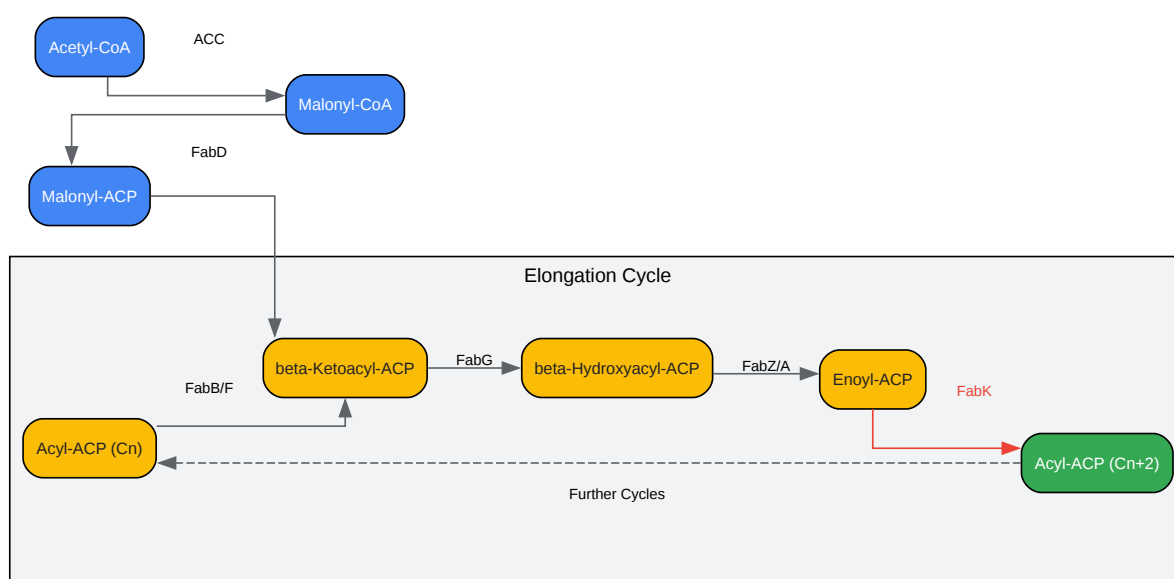 Acetyl-CoA
ACC
Malonyl-CoA
FabD
Malonyl-ACP
Elongation Cycle
beta-Ketoacyl-ACP
FabG
beta-Hydroxyacyl-ACP
FabZ/A
Enoyl-ACP
FabB/F
FabK
Acyl-ACP (Cn)
Acyl-ACP (Cn+2)
Further Cycles